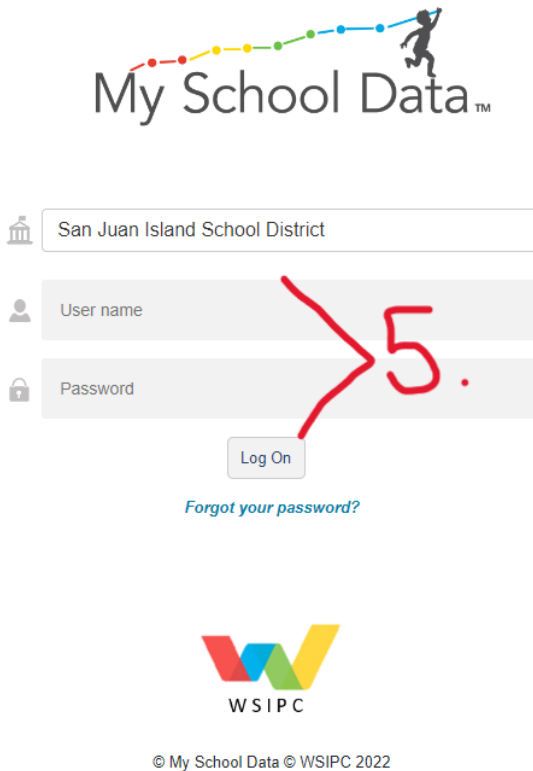 My School Data™
San Juan Island School District
User name
5.
Password
Log On
Forgot your password?
WSIPC
© My School Data © WSIPC 2022